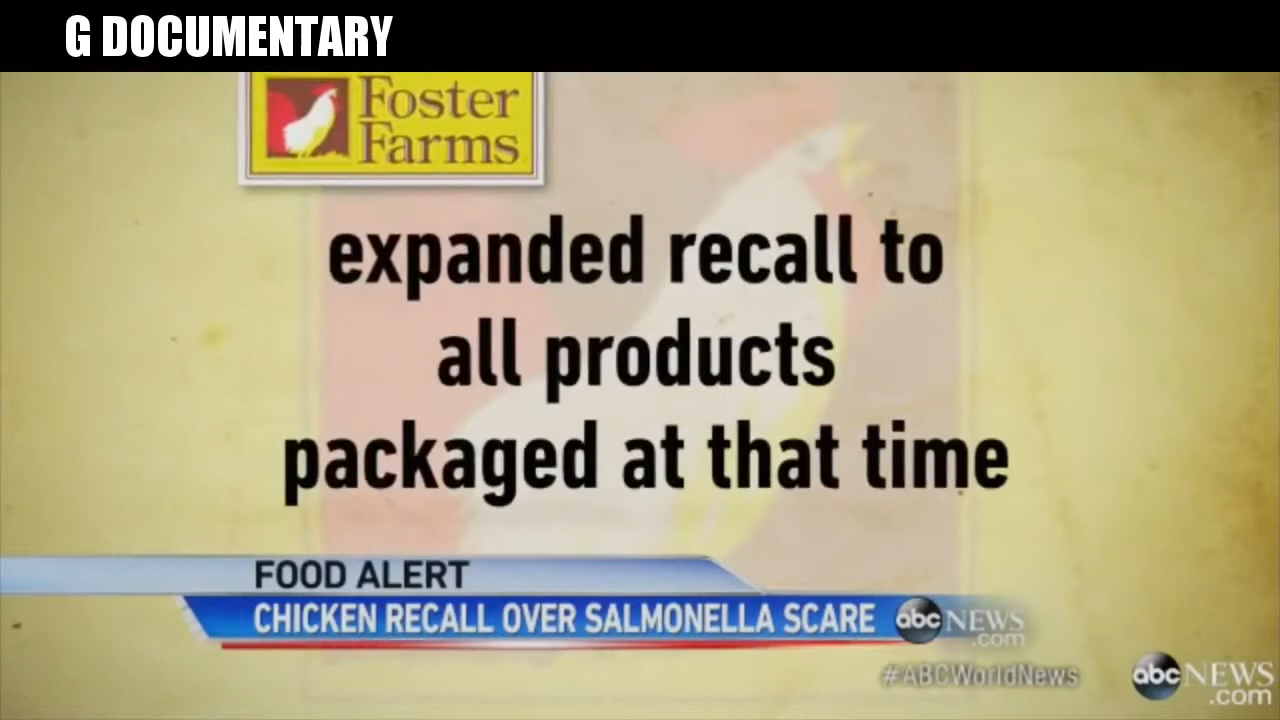 G DOCUMENTARY
Foster
Farms
expanded recall to
all products
packaged at that time
FOOD ALERT
CHICKEN RECALL OVER SALMONELLA SCARE abc NEWS
.com
#ABCWorldNews
abc NEWS
.com